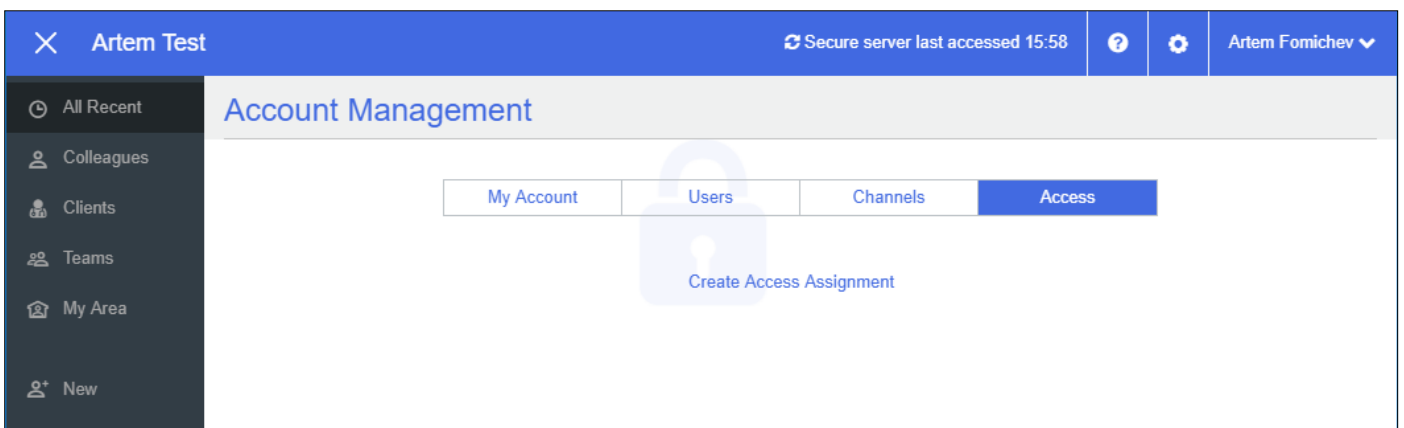 Artem Test
Secure server last accessed 15:58
Artem Fomichev
All Recent
Colleagues
Clients
Teams
My Area
New
Account Management
My Account Users Channels Access
Create Access Assignment